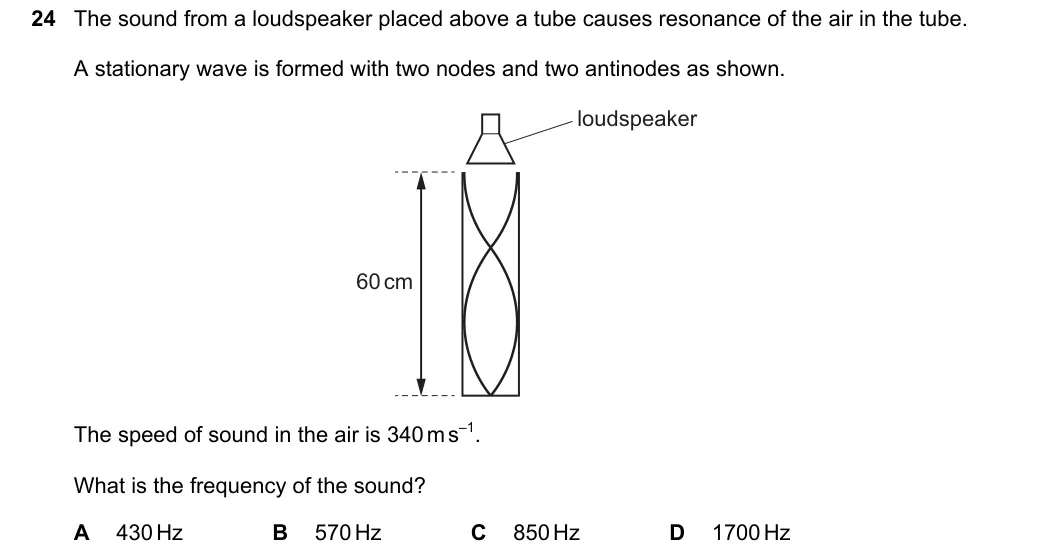 24 The sound from a loudspeaker placed above a tube causes resonance of the air in the tube.
A stationary wave is formed with two nodes and two antinodes as shown.
loudspeaker
60 cm
The speed of sound in the air is 340 m s⁻¹.
What is the frequency of the sound?
A 430 Hz B 570 Hz C 850 Hz D 1700 Hz